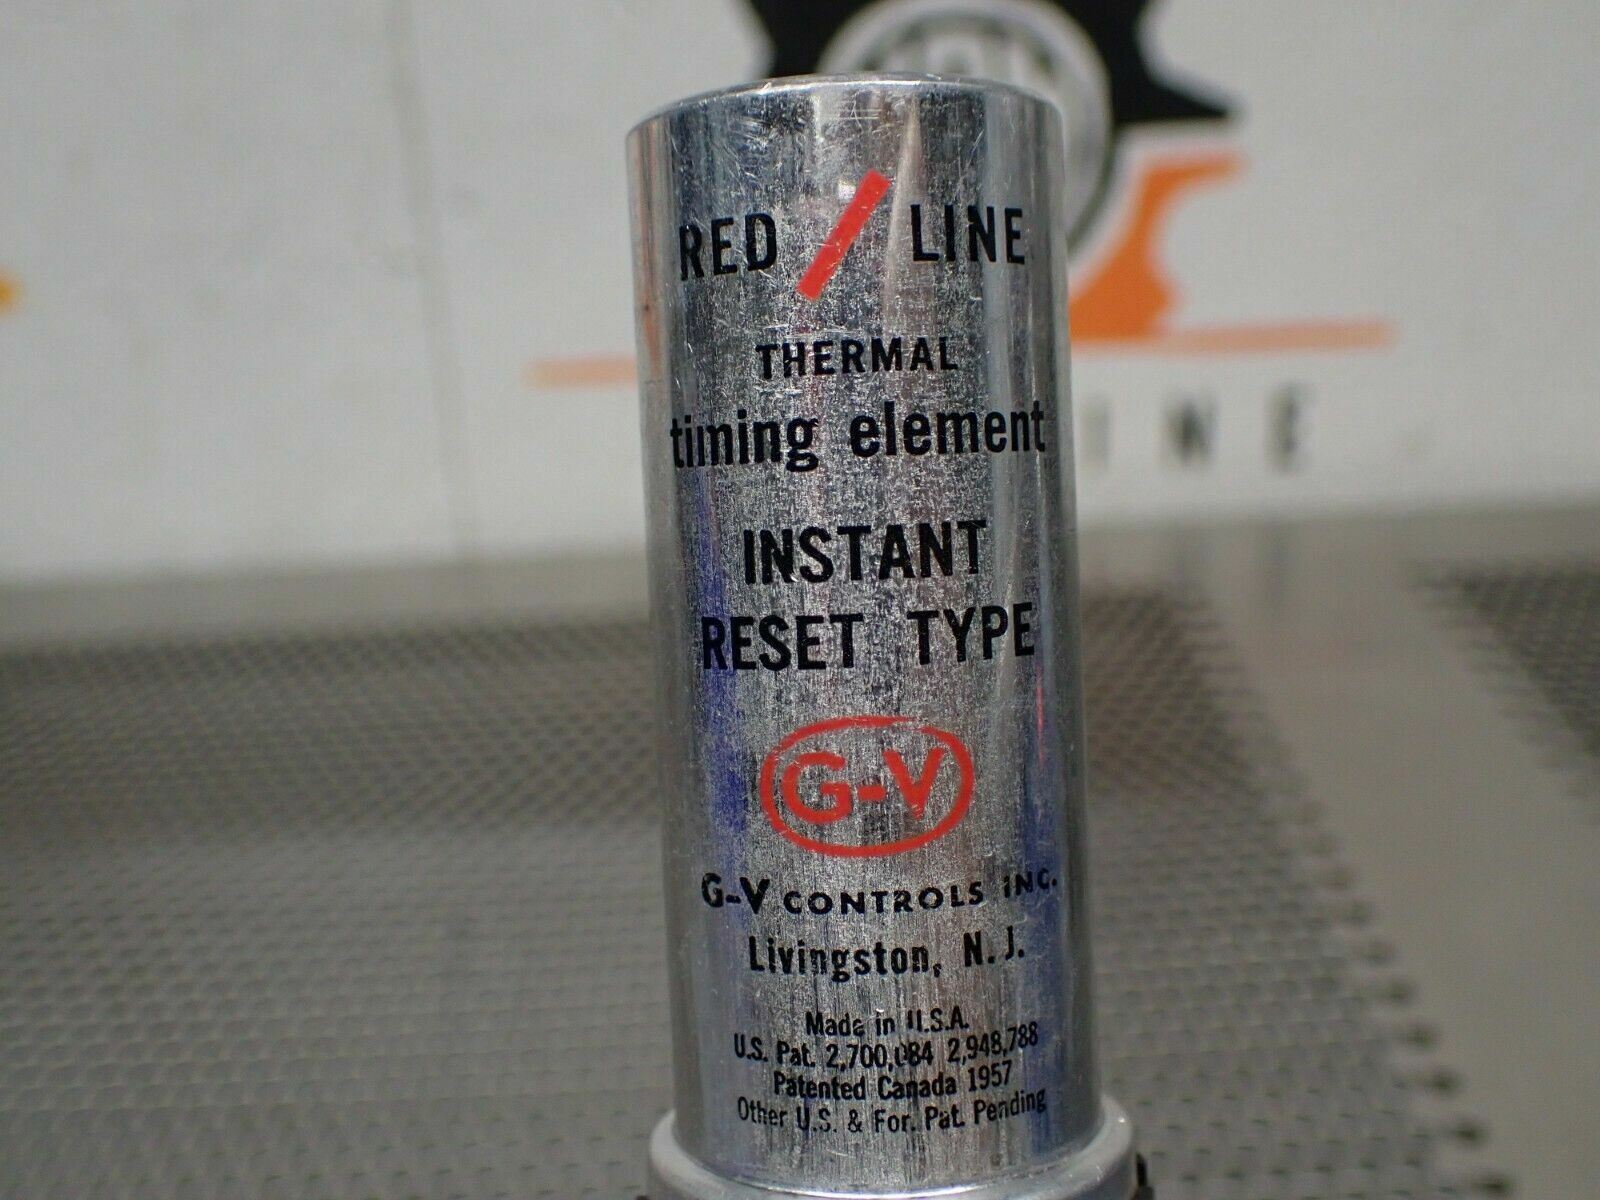 RED / LINE
THERMAL
timing element
INSTANT
RESET TYPE
G-V
G-V CONTROLS INC.
Livingston, N. J.
Made in U.S.A.
U.S. Pat. 2,700,084 2,948,788
Patented Canada 1957
Other U.S. & For. Pat. Pending
INE